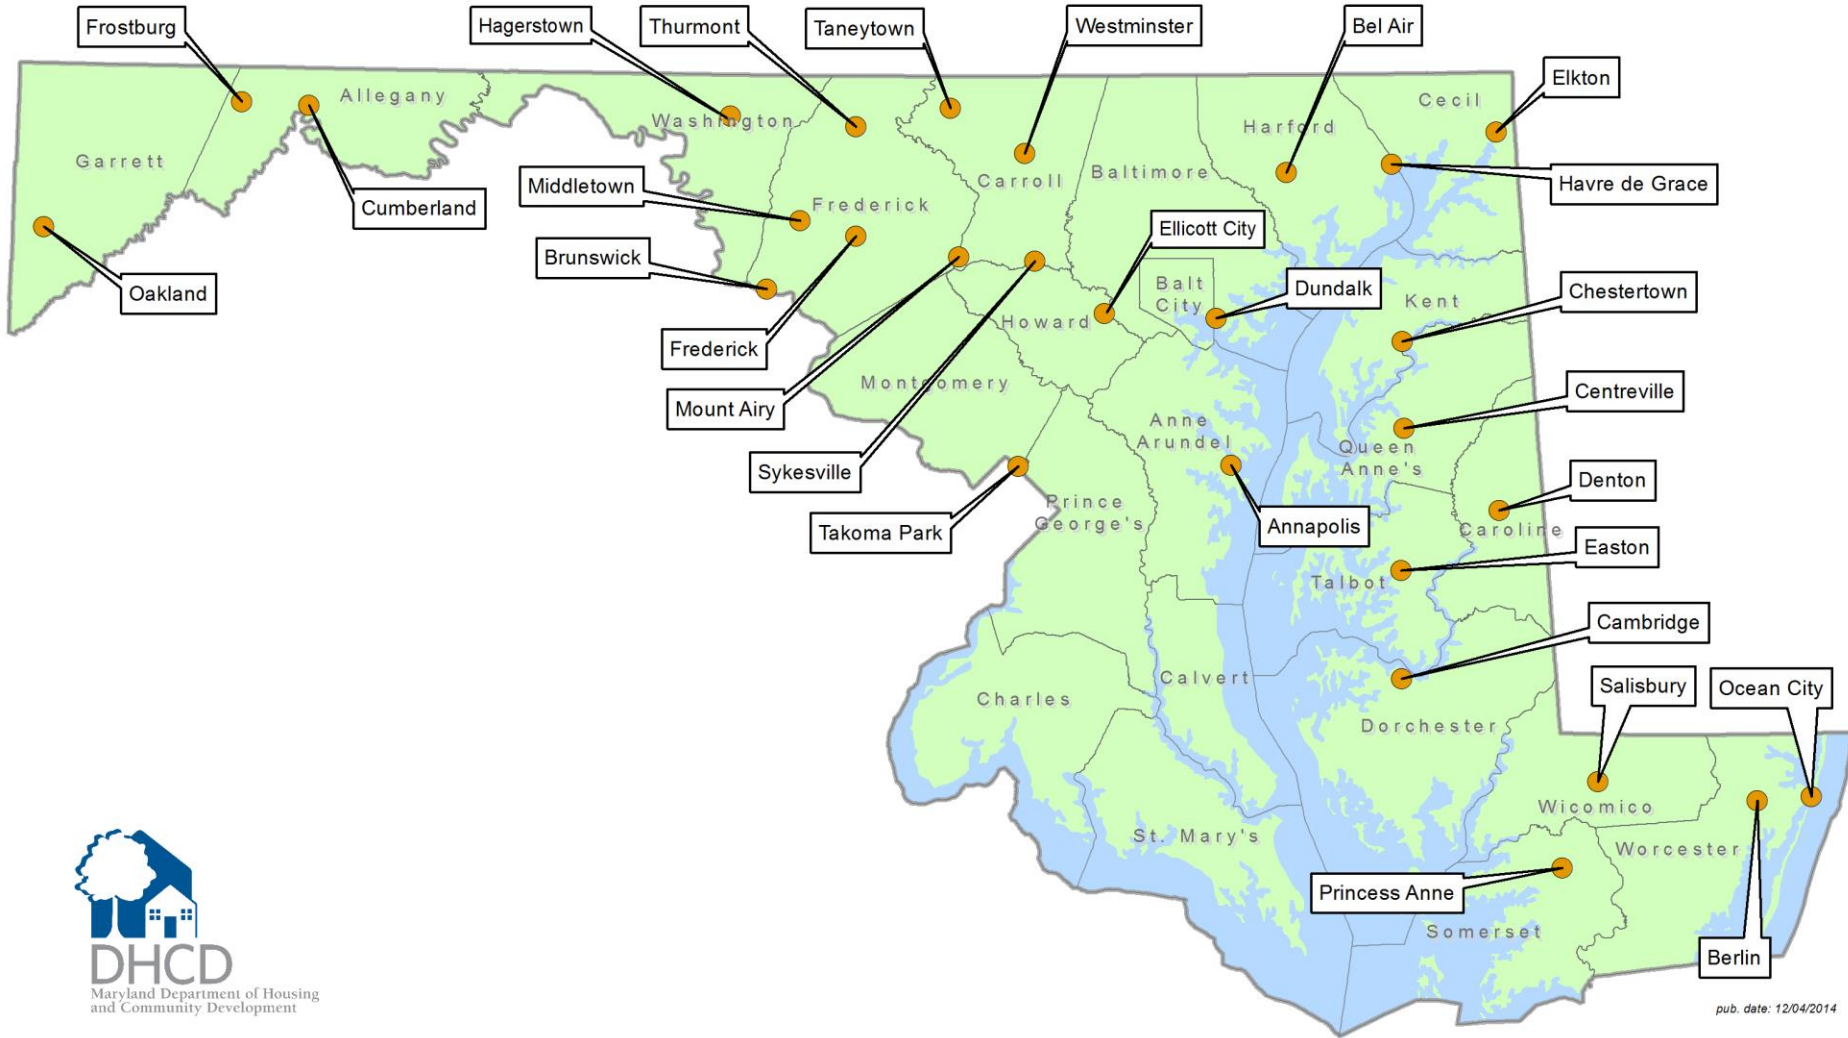 Frostburg
Hagerstown
Thurmont
Taneytown
Westminster
Bel Air
Elkton
Allegany
Washington
Harford
Cecil
Garrett
Cumberland
Middletown
Frederick
Carroll
Baltimore
Havre de Grace
Oakland
Brunswick
Ellicott City
Balt
City
Dundalk
Kent
Chestertown
Howard
Frederick
Montgomery
Mount Airy
Anne
Arundel
Centreville
Queen
Anne's
Sykesville
Denton
Takoma Park
Prince
George's
Annapolis
Caroline
Easton
Talbot
Cambridge
Calvert
Charles
Salisbury
Ocean City
Dorchester
Wicomico
St. Mary's
Worcester
Princess Anne
Somerset
Berlin
DHCD
Maryland Department of Housing
and Community Development
pub. date: 12/04/2014